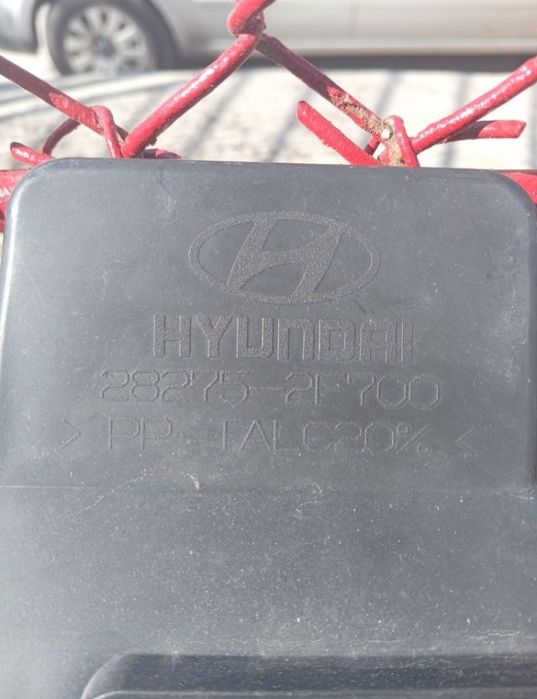 HYUNDAI
28275-2F700
> PP-TALC20% <